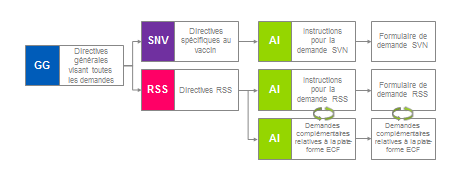 GG
Directives
générales
visant toutes
les demandes
SNV
Directives
spécifiques au
vaccin
AI
Instructions
pour la
demande SVN
Formulaire de
demande SVN
RSS
Directives RSS
AI
Instructions
pour la
demande RSS
Formulaire de
demande RSS
AI
Demandes
complémentaires
relatives à la plate
forme ECF
Demandes
complémentaires
relatives à la plate
forme ECF